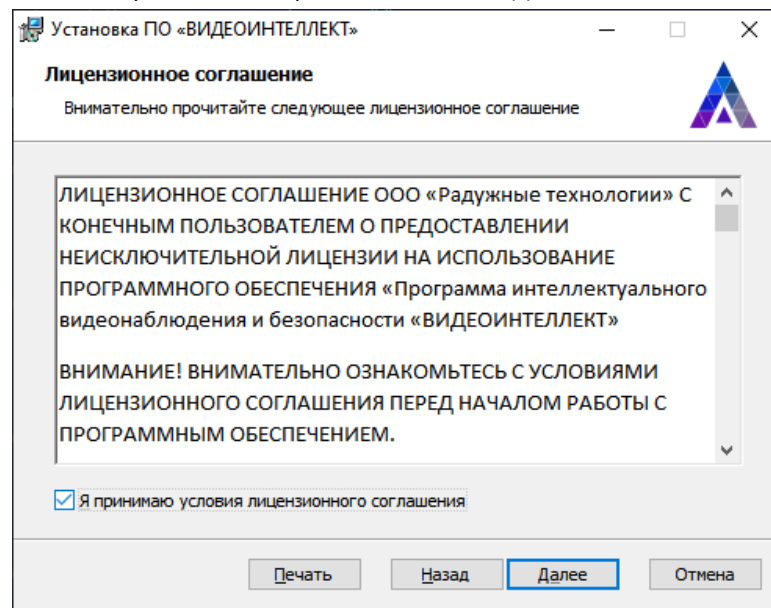 Установка ПО «ВИДЕОИНТЕЛЛЕКТ»
Лицензионное соглашение
Внимательно прочитайте следующее лицензионное соглашение
ЛИЦЕНЗИОННОЕ СОГЛАШЕНИЕ ООО «Радужные технологии» С
КОНЕЧНЫМ ПОЛЬЗОВАТЕЛЕМ О ПРЕДОСТАВЛЕНИИ
НЕИСКЛЮЧИТЕЛЬНОЙ ЛИЦЕНЗИИ НА ИСПОЛЬЗОВАНИЕ
ПРОГРАММНОГО ОБЕСПЕЧЕНИЯ «Программа интеллектуального
видеонаблюдения и безопасности «ВИДЕОИНТЕЛЛЕКТ»
ВНИМАНИЕ! ВНИМАТЕЛЬНО ОЗНАКОМЬТЕСЬ С УСЛОВИЯМИ
ЛИЦЕНЗИОННОГО СОГЛАШЕНИЯ ПЕРЕД НАЧАЛОМ РАБОТЫ С
ПРОГРАММНЫМ ОБЕСПЕЧЕНИЕМ.
Я принимаю условия лицензионного соглашения
Печать Назад Далее Отмена